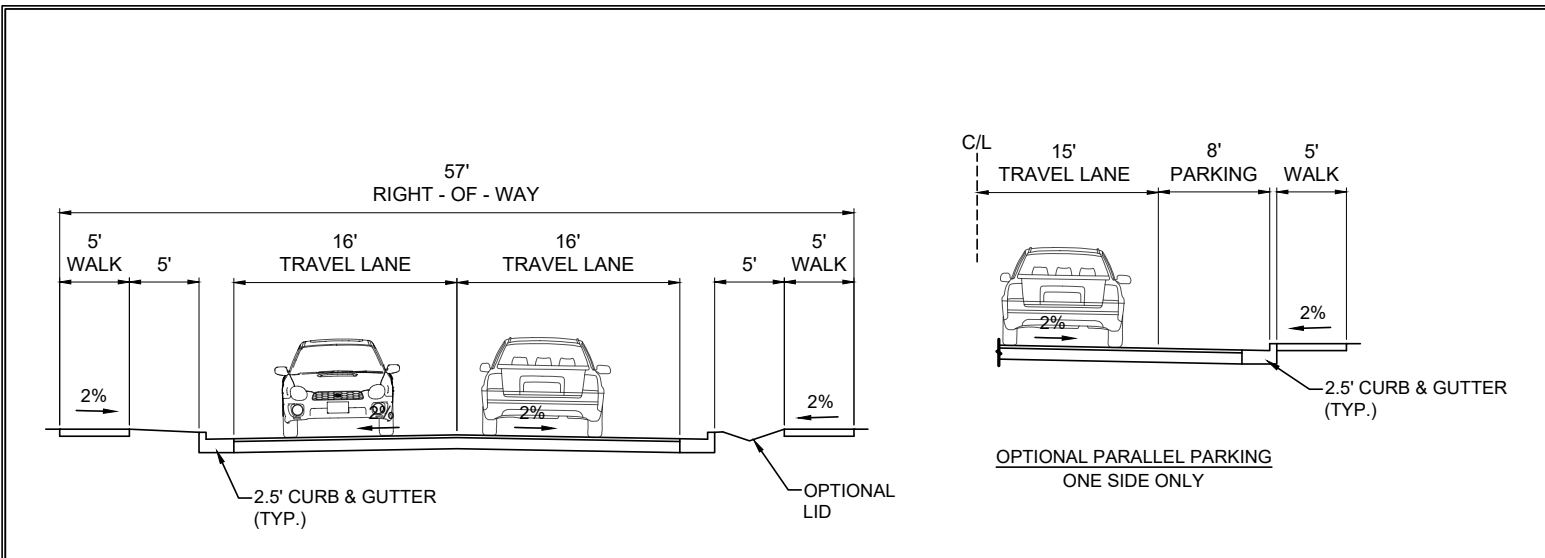 57'
RIGHT - OF - WAY
5'
WALK
5'
16'
TRAVEL LANE
16'
TRAVEL LANE
5'
5'
WALK
2%
2%
2%
2%
2.5' CURB & GUTTER
(TYP.)
OPTIONAL
LID
C/L
15'
TRAVEL LANE
8'
PARKING
5'
WALK
2%
2%
2.5' CURB & GUTTER
(TYP.)
OPTIONAL PARALLEL PARKING
ONE SIDE ONLY